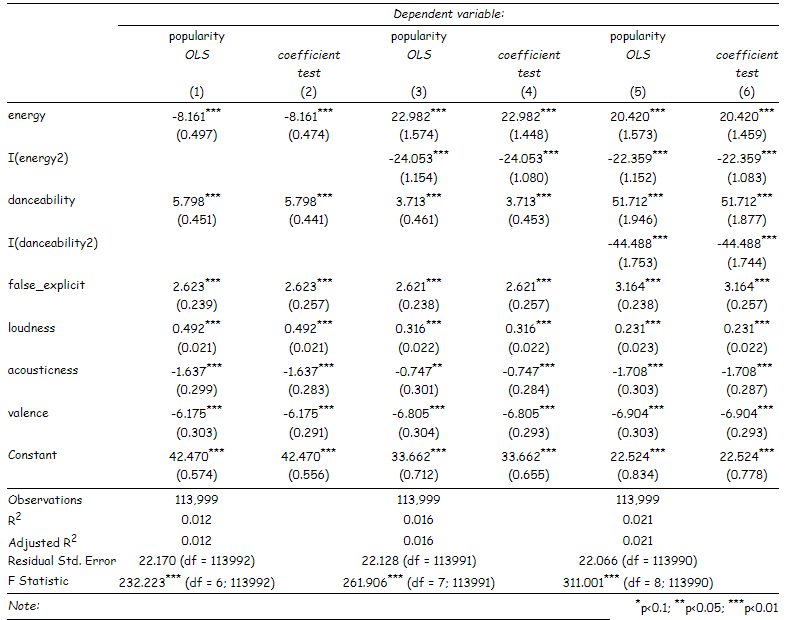 Dependent variable:
popularity popularity popularity
OLS coefficient OLS coefficient OLS coefficient
test test test
(1) (2) (3) (4) (5) (6)
energy -8.161*** -8.161*** 22.982*** 22.982*** 20.420*** 20.420***
(0.497) (0.474) (1.574) (1.448) (1.573) (1.459)
I(energy2) -24.053*** -24.053*** -22.359*** -22.359***
(1.154) (1.080) (1.152) (1.083)
danceability 5.798*** 5.798*** 3.713*** 3.713*** 51.712*** 51.712***
(0.451) (0.441) (0.461) (0.453) (1.946) (1.877)
I(danceability2) -44.488*** -44.488***
(1.753) (1.744)
false_explicit 2.623*** 2.623*** 2.621*** 2.621*** 3.164*** 3.164***
(0.239) (0.257) (0.238) (0.257) (0.238) (0.257)
loudness 0.492*** 0.492*** 0.316*** 0.316*** 0.231*** 0.231***
(0.021) (0.021) (0.022) (0.022) (0.023) (0.022)
acousticness -1.637*** -1.637*** -0.747** -0.747*** -1.708*** -1.708***
(0.299) (0.283) (0.301) (0.284) (0.303) (0.287)
valence -6.175*** -6.175*** -6.805*** -6.805*** -6.904*** -6.904***
(0.303) (0.291) (0.304) (0.293) (0.303) (0.293)
Constant 42.470*** 42.470*** 33.662*** 33.662*** 22.524*** 22.524***
(0.574) (0.556) (0.712) (0.655) (0.834) (0.778)
Observations 113,999 113,999 113,999
R2 0.012 0.016 0.021
Adjusted R2 0.012 0.016 0.021
Residual Std. Error 22.170 (df = 113992) 22.128 (df = 113991) 22.066 (df = 113990)
F Statistic 232.223*** (df = 6; 113992) 261.906*** (df = 7; 113991) 311.001*** (df = 8; 113990)
Note: *p<0.1; **p<0.05; ***p<0.01